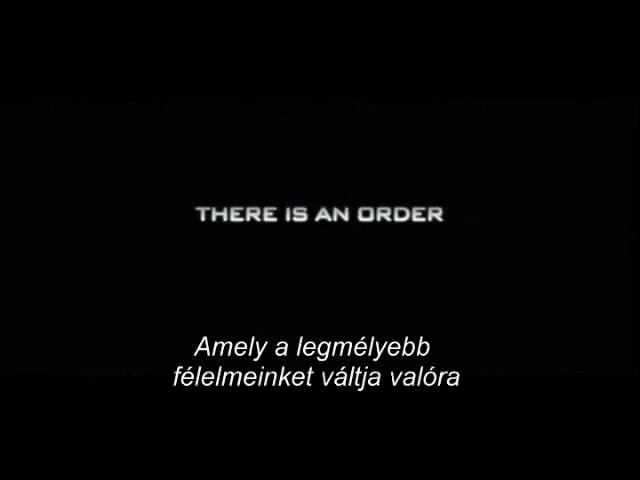 THERE IS AN ORDER
Amely a legmélyebb
félelmeinket váltja valóra